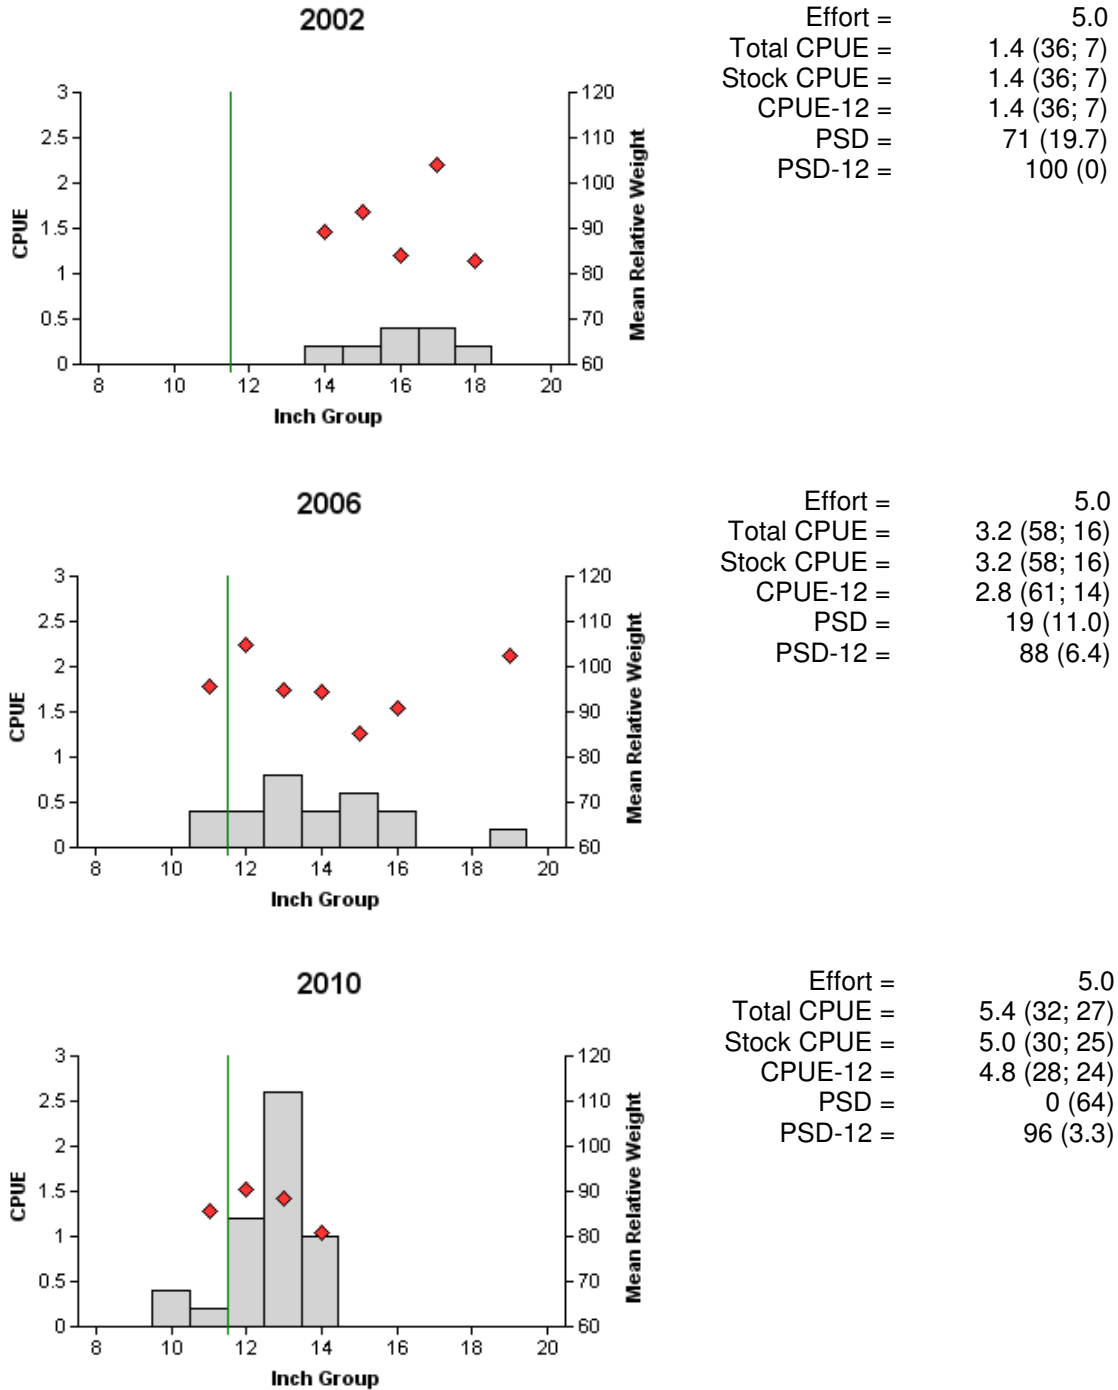 2002
Effort = 5.0
Total CPUE = 1.4 (36; 7)
Stock CPUE = 1.4 (36; 7)
CPUE-12 = 1.4 (36; 7)
PSD = 71 (19.7)
PSD-12 = 100 (0)
3 120
2.5 110
2 100
1.5 90
1 80
0.5 70
0 60
CPUE
Mean Relative Weight
8 10 12 14 16 18 20
Inch Group
2006
Effort = 5.0
Total CPUE = 3.2 (58; 16)
Stock CPUE = 3.2 (58; 16)
CPUE-12 = 2.8 (61; 14)
PSD = 19 (11.0)
PSD-12 = 88 (6.4)
3 120
2.5 110
2 100
1.5 90
1 80
0.5 70
0 60
CPUE
Mean Relative Weight
8 10 12 14 16 18 20
Inch Group
2010
Effort = 5.0
Total CPUE = 5.4 (32; 27)
Stock CPUE = 5.0 (30; 25)
CPUE-12 = 4.8 (28; 24)
PSD = 0 (64)
PSD-12 = 96 (3.3)
3 120
2.5 110
2 100
1.5 90
1 80
0.5 70
0 60
CPUE
Mean Relative Weight
8 10 12 14 16 18 20
Inch Group